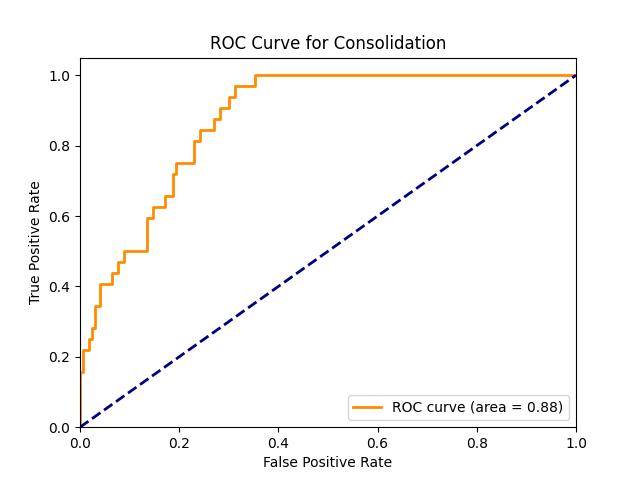 ROC Curve for Consolidation
True Positive Rate
1.0
0.8
0.6
0.4
0.2
0.0
ROC curve (area = 0.88)
0.0 0.2 0.4 0.6 0.8 1.0
False Positive Rate